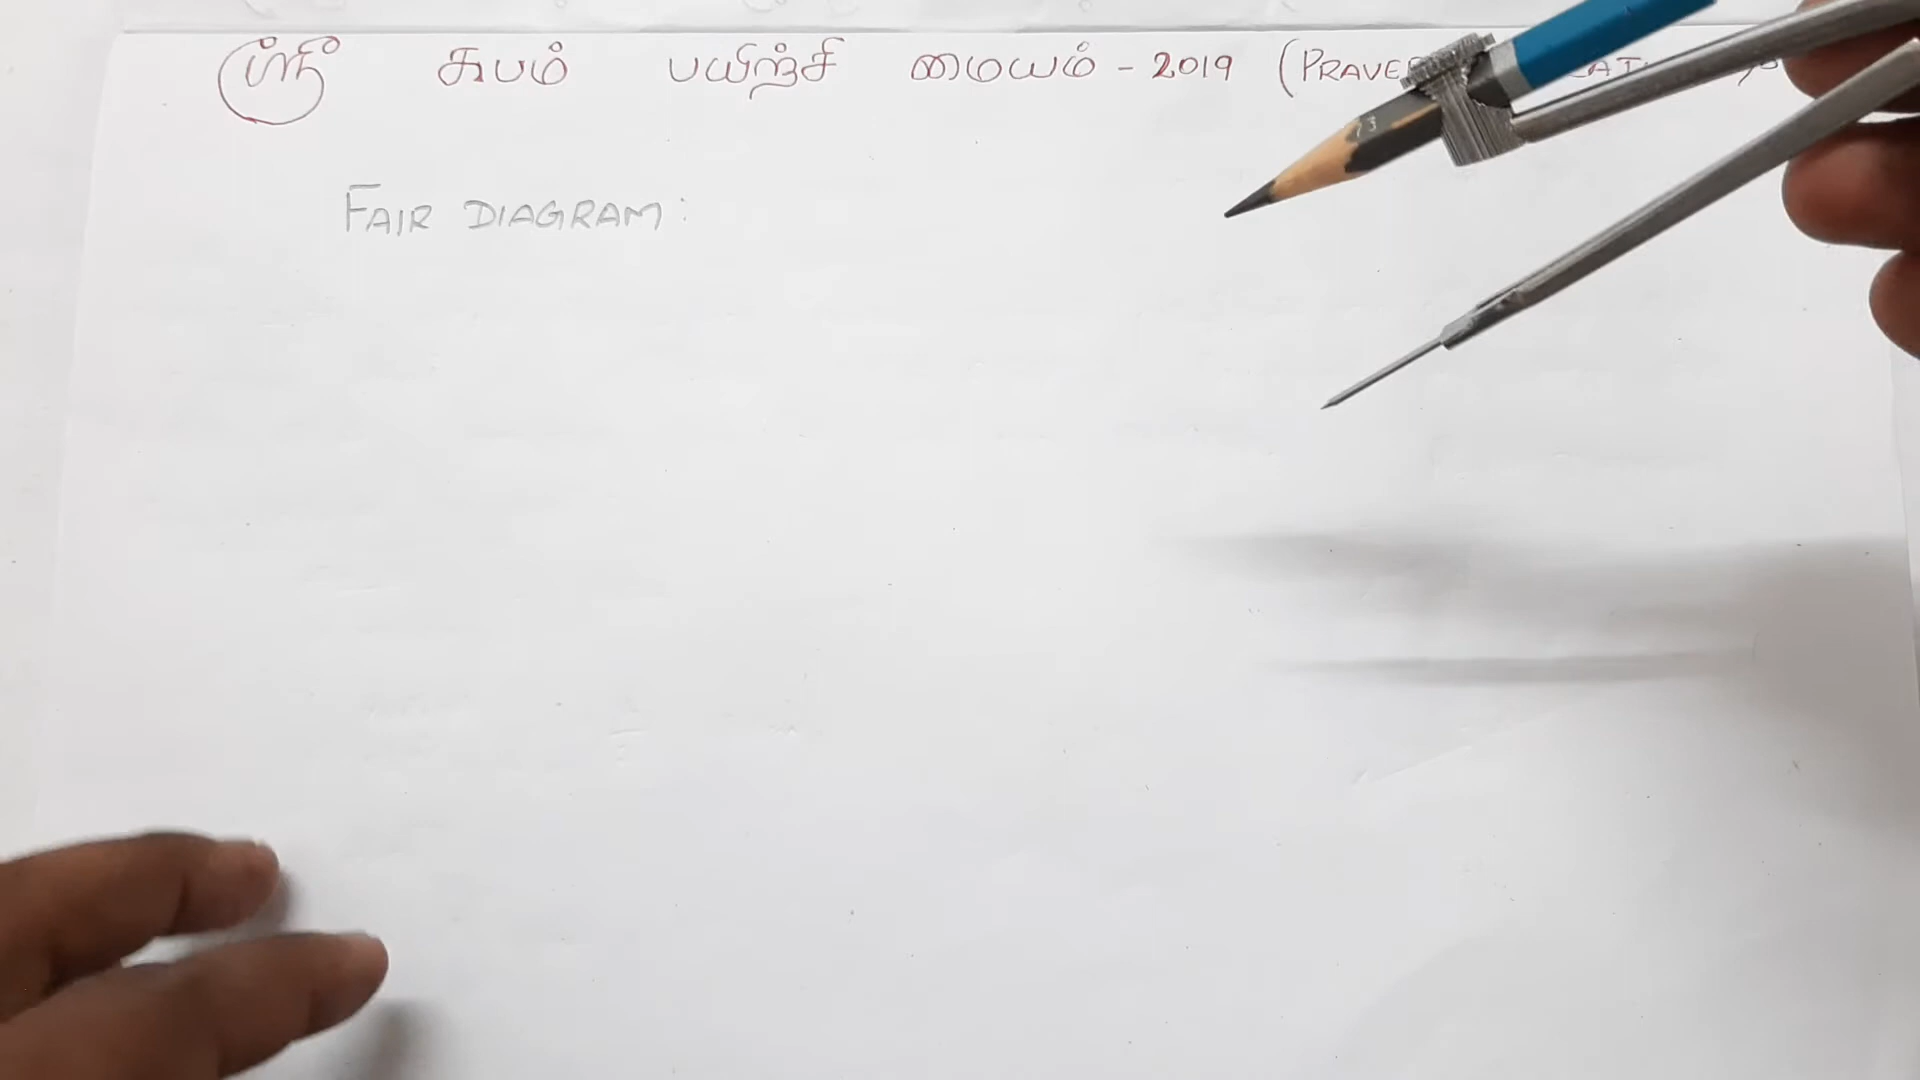 ஸ்ரீ சுபம் பயிற்சி மையம் - 2019 (PRAVE
FAIR DIAGRAM: